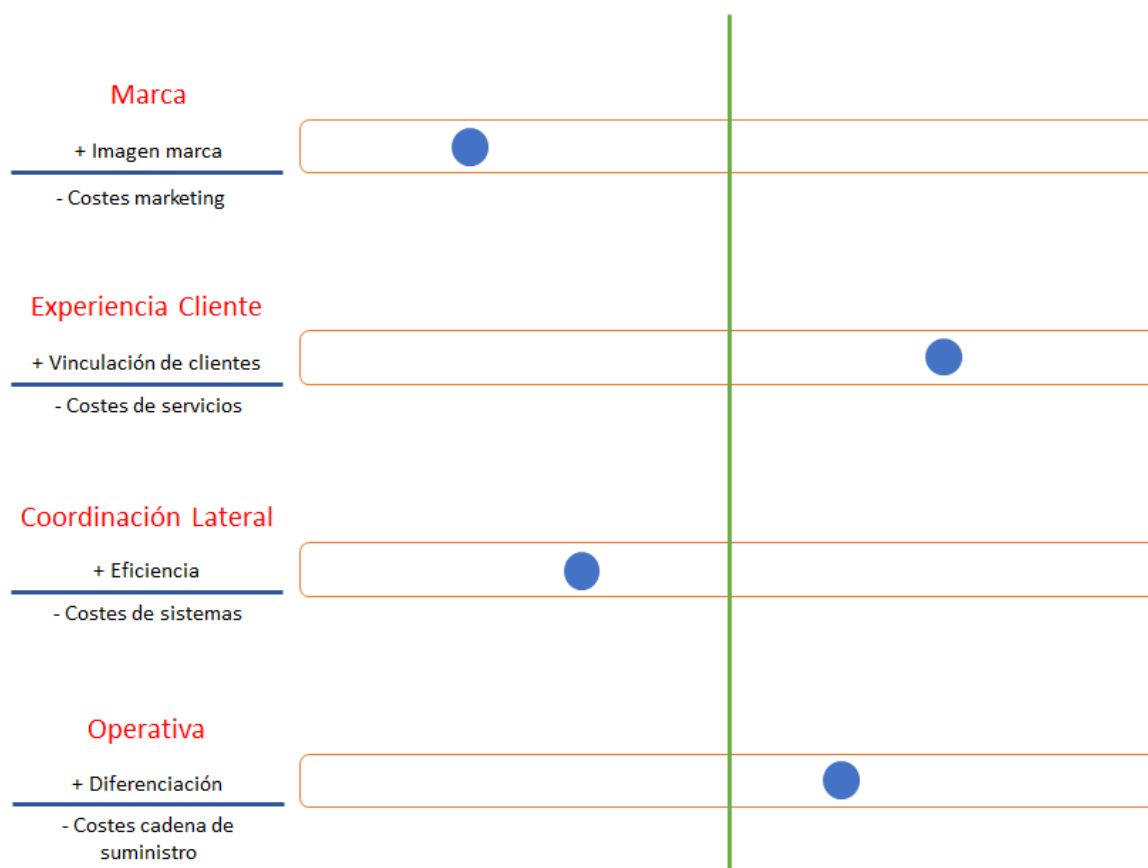 Marca
+ Imagen marca
- Costes marketing
Experiencia Cliente
+ Vinculación de clientes
- Costes de servicios
Coordinación Lateral
+ Eficiencia
- Costes de sistemas
Operativa
+ Diferenciación
- Costes cadena de
suministro